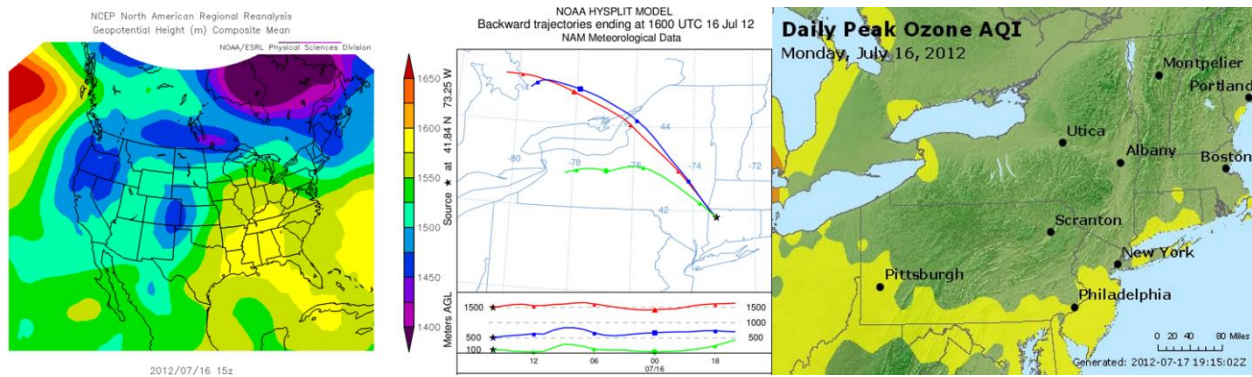 NCEP North American Regional Reanalysis
Geopotential Height (m) Composite Mean
NOAA/ESRL Physical Sciences Division
1650
1600
1550
1500
1450
1400
2012/07/16 15z
NOAA HYSPLIT MODEL
Backward trajectories ending at 1600 UTC 16 Jul 12
NAM Meteorological Data
Source ★ at 41.84 N 73.25 W
44
-80
-78
-76
-74
-72
42
Meters AGL
1500
500
100
1500
1000
500
12
06
00
18
07/16
Daily Peak Ozone AQI
Monday, July 16, 2012
Montpelier
Portland
Utica
Albany
Boston
Scranton
New York
Pittsburgh
Philadelphia
0 20 40 80 Miles
Generated: 2012-07-17 19:15:02Z